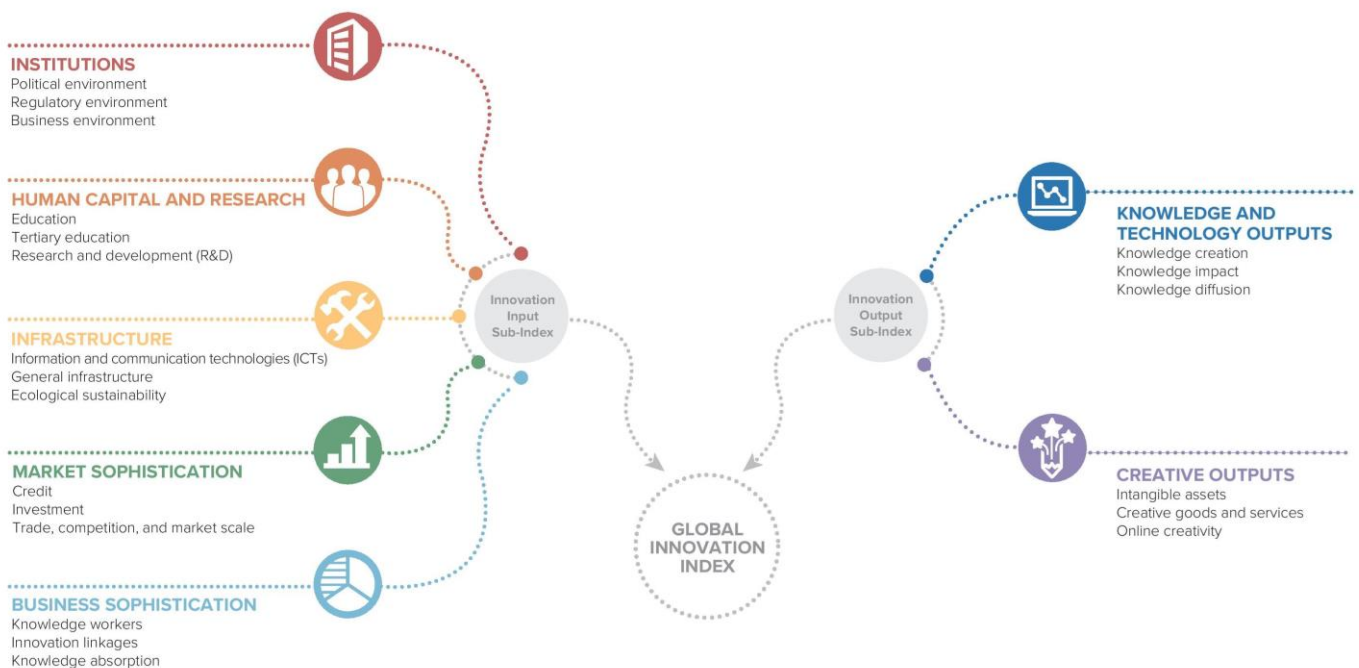 INSTITUTIONS
Political environment
Regulatory environment
Business environment
HUMAN CAPITAL AND RESEARCH
Education
Tertiary education
Research and development (R&D)
INFRASTRUCTURE
Information and communication technologies (ICTs)
General infrastructure
Ecological sustainability
MARKET SOPHISTICATION
Credit
Investment
Trade, competition, and market scale
BUSINESS SOPHISTICATION
Knowledge workers
Innovation linkages
Knowledge absorption
Innovation
Input
Sub-Index
GLOBAL
INNOVATION
INDEX
Innovation
Output
Sub-Index
KNOWLEDGE AND
TECHNOLOGY OUTPUTS
Knowledge creation
Knowledge impact
Knowledge diffusion
CREATIVE OUTPUTS
Intangible assets
Creative goods and services
Online creativity